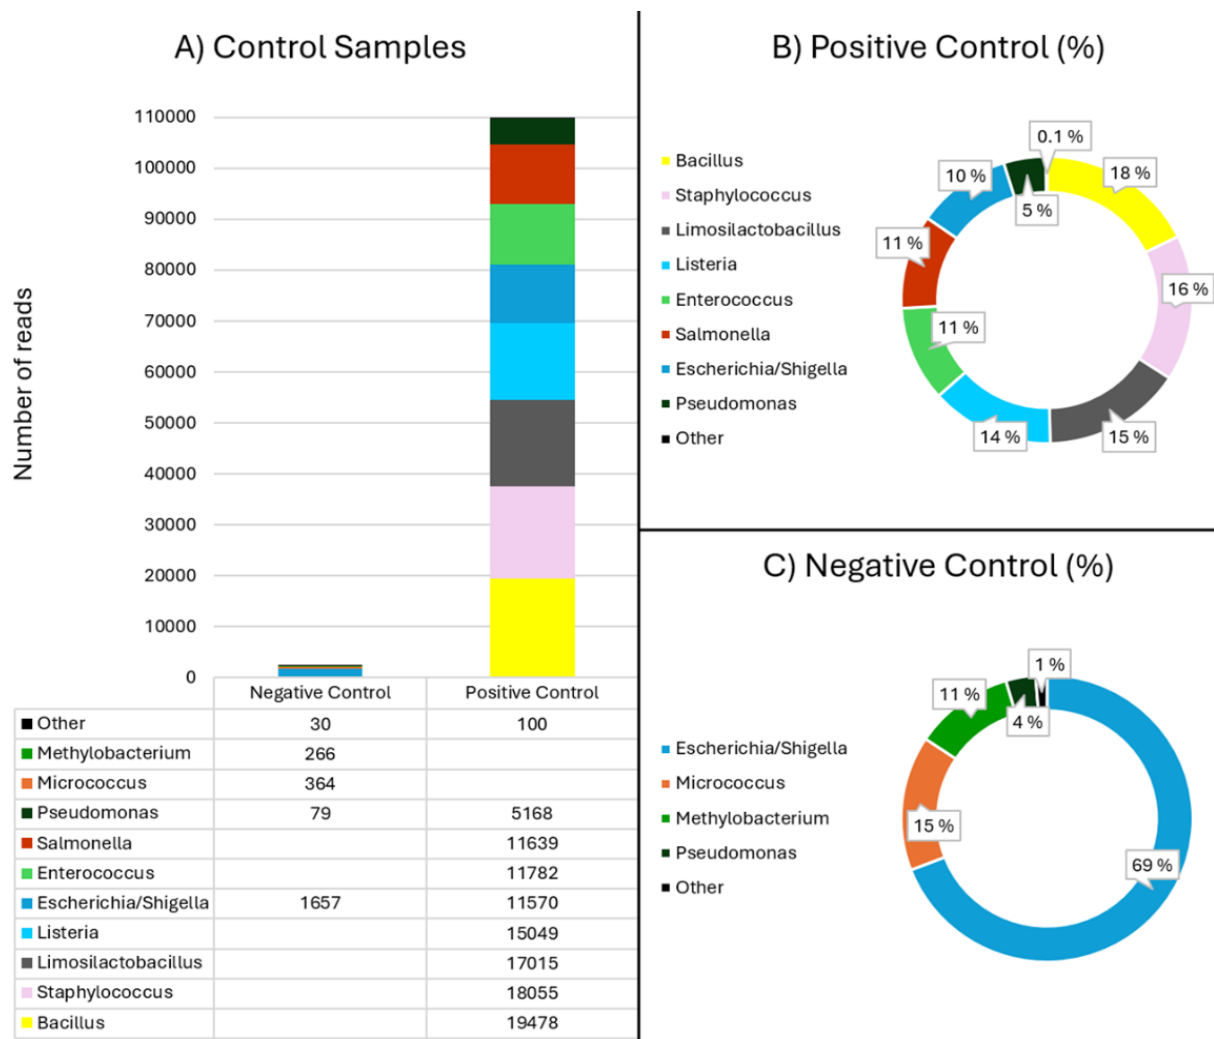 A) Control Samples
Number of reads
110000
100000
90000
80000
70000
60000
50000
40000
30000
20000
10000
0
Negative Control Positive Control
Other 30 100
Methylobacterium 266
Micrococcus 364
Pseudomonas 79 5168
Salmonella 11639
Enterococcus 11782
Escherichia/Shigella 1657 11570
Listeria 15049
Limosilactobacillus 17015
Staphylococcus 18055
Bacillus 19478
B) Positive Control (%)
Bacillus
Staphylococcus
Limosilactobacillus
Listeria
Enterococcus
Salmonella
Escherichia/Shigella
Pseudomonas
Other
0.1 %
18 %
16 %
15 %
14 %
11 %
11 %
10 %
5 %
C) Negative Control (%)
Escherichia/Shigella
Micrococcus
Methylobacterium
Pseudomonas
Other
1 %
69 %
15 %
11 %
4 %